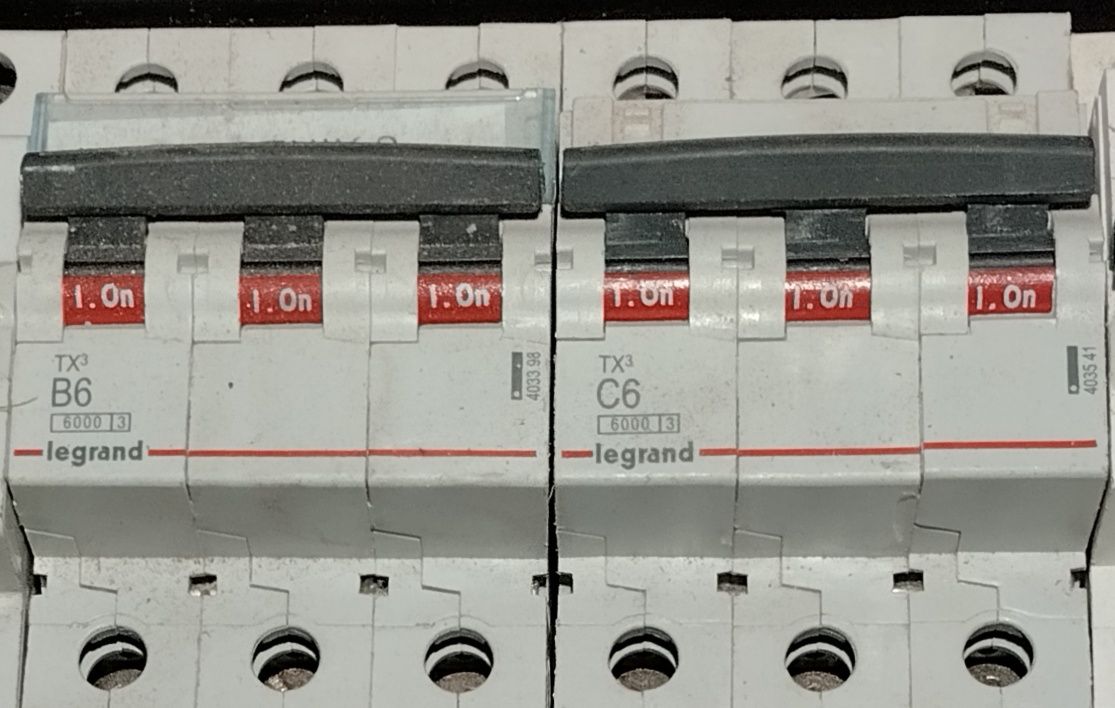 I.On
I.On
I.On
TX³
B6
6000 3
legrand
4033 98
I.On
I.On
I.On
TX³
C6
6000 3
legrand
4035 41